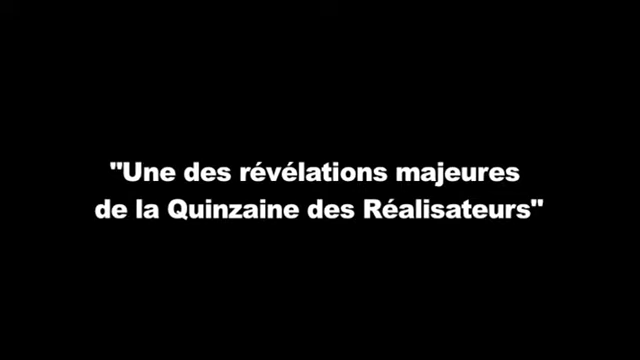 "Une des révélations majeures
de la Quinzaine des Réalisateurs"